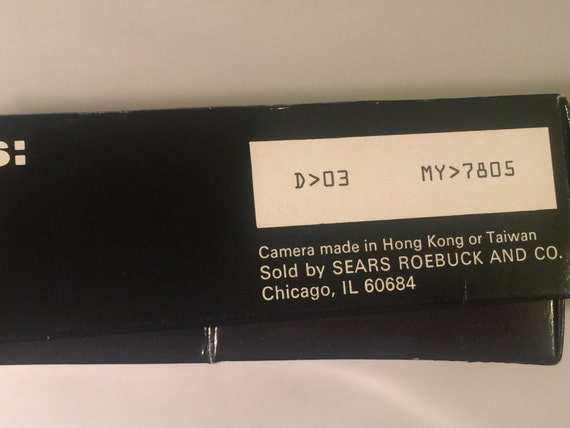 s:
D>03 MY>7805
Camera made in Hong Kong or Taiwan
Sold by SEARS ROEBUCK AND CO.
Chicago, IL 60684